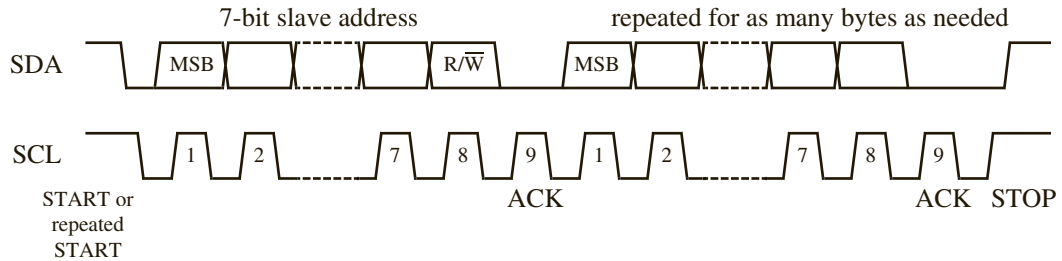 7-bit slave address
repeated for as many bytes as needed
SDA
MSB
R/W̅
MSB
SCL
1 2 7 8 9 1 2 7 8 9
START or
repeated
START
ACK
ACK
STOP